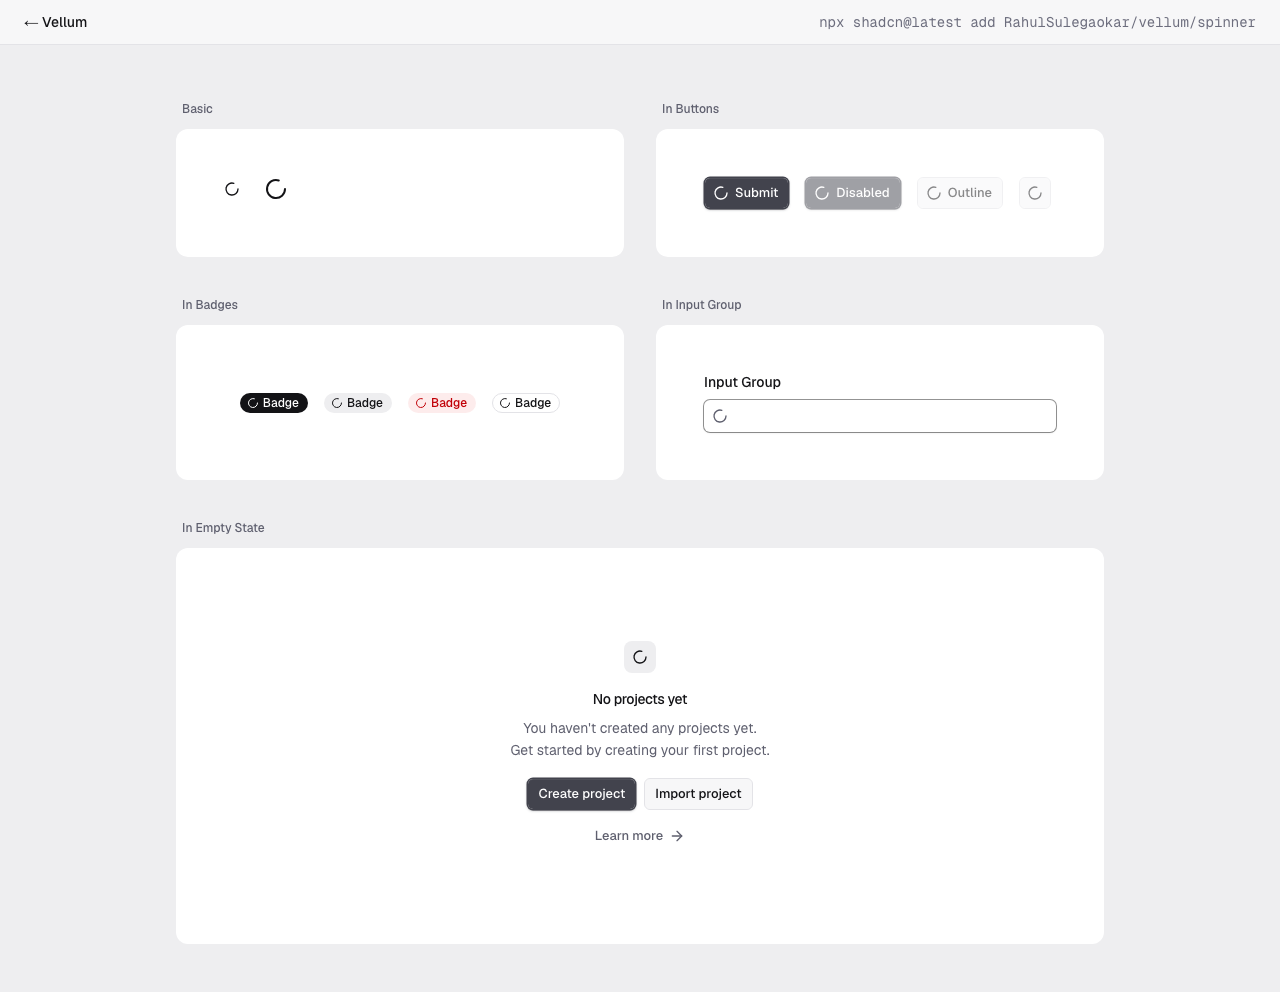 ← Vellum
npx shadcn@latest add RahulSulegaokar/vellum/spinner
Basic
In Buttons
Submit
Disabled
Outline
In Badges
Badge
Badge
Badge
Badge
In Input Group
Input Group
In Empty State
No projects yet
You haven't created any projects yet.
Get started by creating your first project.
Create project
Import project
Learn more →